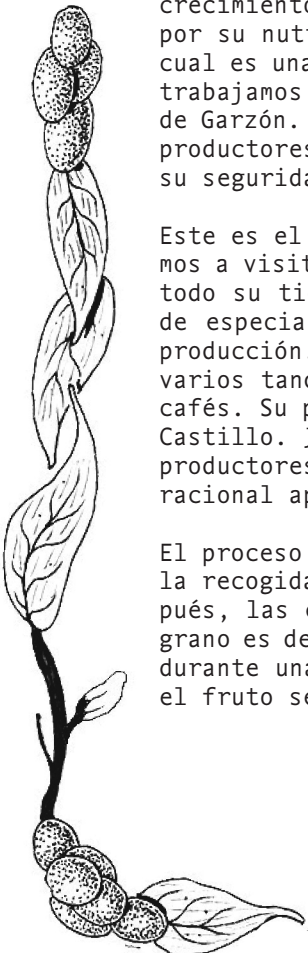 crecimiento
por su nut
cual es una
trabajamos
de Garzón.
productores
su segurida
Este es el
mos a visit
todo su ti
de especia
producción
varios tan
cafés. Su p
Castillo. J
productores
racional ap
El proceso
la recogida
pués, las
grano es de
durante una
el fruto se